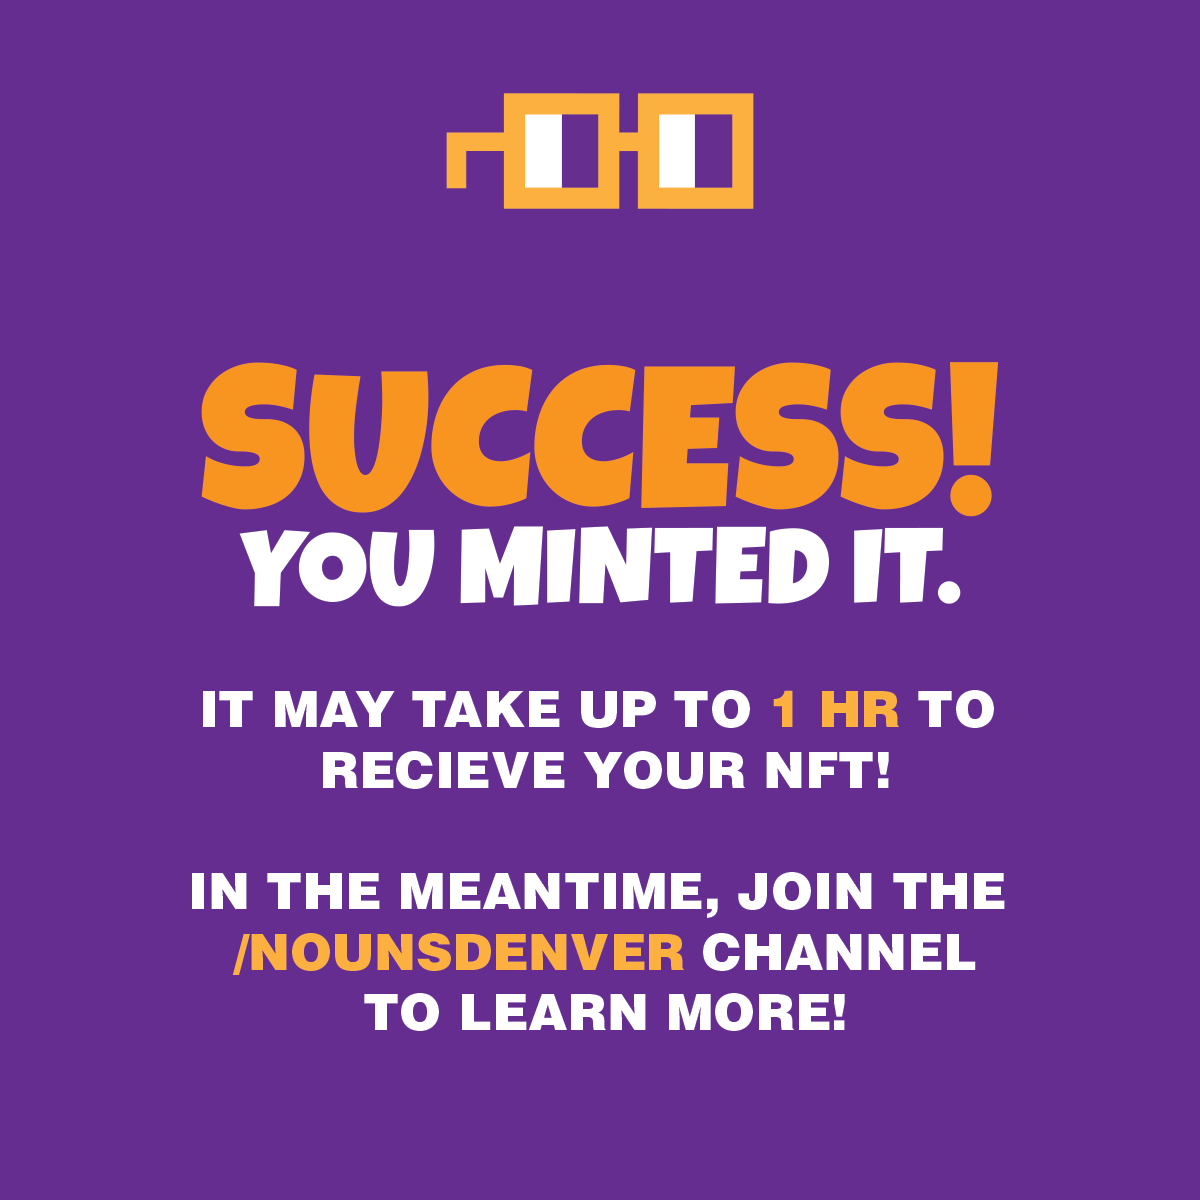 SUCCESS!
YOU MINTED IT.
IT MAY TAKE UP TO 1 HR TO
RECIEVE YOUR NFT!
IN THE MEANTIME, JOIN THE
/NOUNSDENVER CHANNEL
TO LEARN MORE!